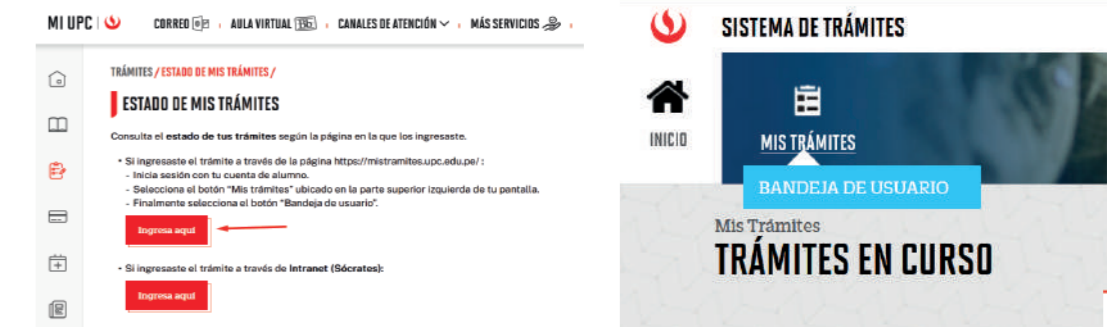 MI UPC
CORREO
AULA VIRTUAL
CANALES DE ATENCIÓN
MÁS SERVICIOS
TRÁMITES / ESTADO DE MIS TRÁMITES /
ESTADO DE MIS TRÁMITES
Consulta el estado de tus trámites según la página en la que los ingresaste.
• Si ingresaste el trámite a través de la página https://mistramites.upc.edu.pe/ :
- Inicia sesión con tu cuenta de alumno.
- Selecciona el botón "Mis trámites" ubicado en la parte superior izquierda de tu pantalla.
- Finalmente selecciona el botón "Bandeja de usuario".
Ingresa aquí
• Si ingresaste el trámite a través de Intranet (Sócrates):
Ingresa aquí
SISTEMA DE TRÁMITES
INICIO
MIS TRÁMITES
BANDEJA DE USUARIO
Mis Trámites
TRÁMITES EN CURSO